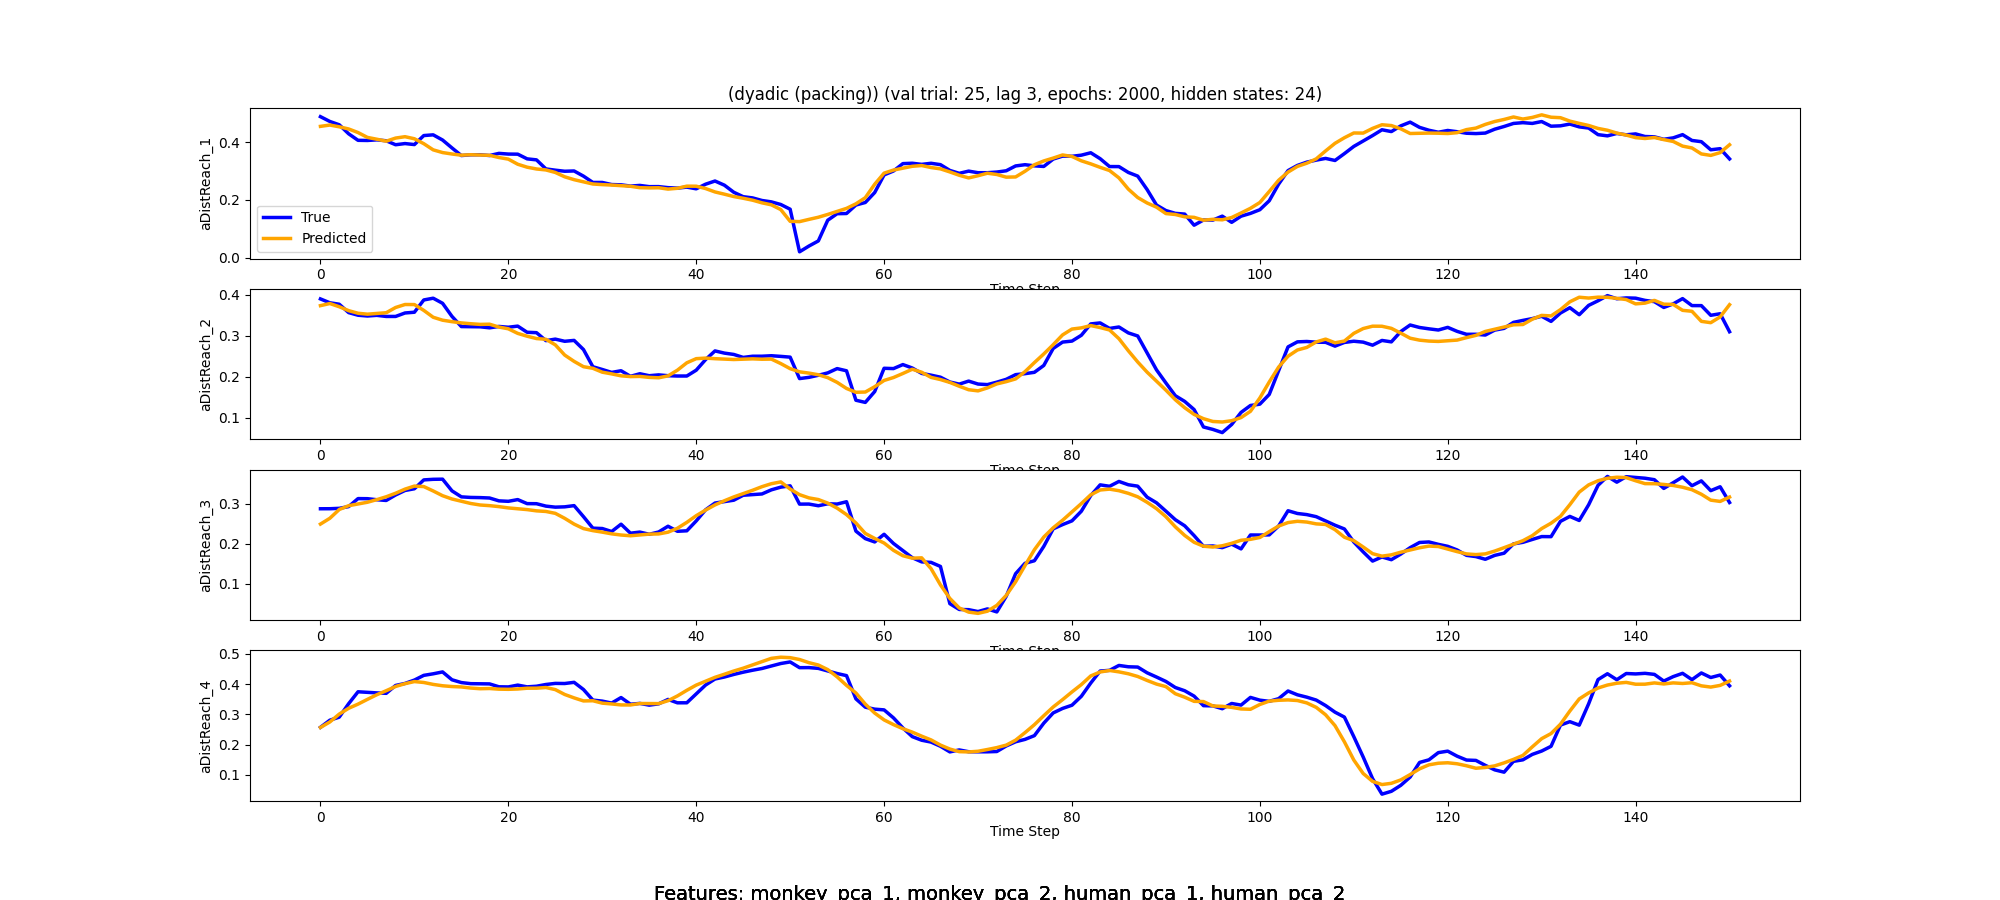 (dyadic (packing)) (val trial: 25, lag 3, epochs: 2000, hidden states: 24)
aDistReach_1
0.4
0.2
0.0
True
Predicted
0 20 40 60 80 100 120 140
Time Step
aDistReach_2
0.4
0.3
0.2
0.1
0 20 40 60 80 100 120 140
Time Step
aDistReach_3
0.3
0.2
0.1
0 20 40 60 80 100 120 140
Time Step
aDistReach_4
0.5
0.4
0.3
0.2
0.1
0 20 40 60 80 100 120 140
Time Step
Features: monkey_pca_1, monkey_pca_2, human_pca_1, human_pca_2